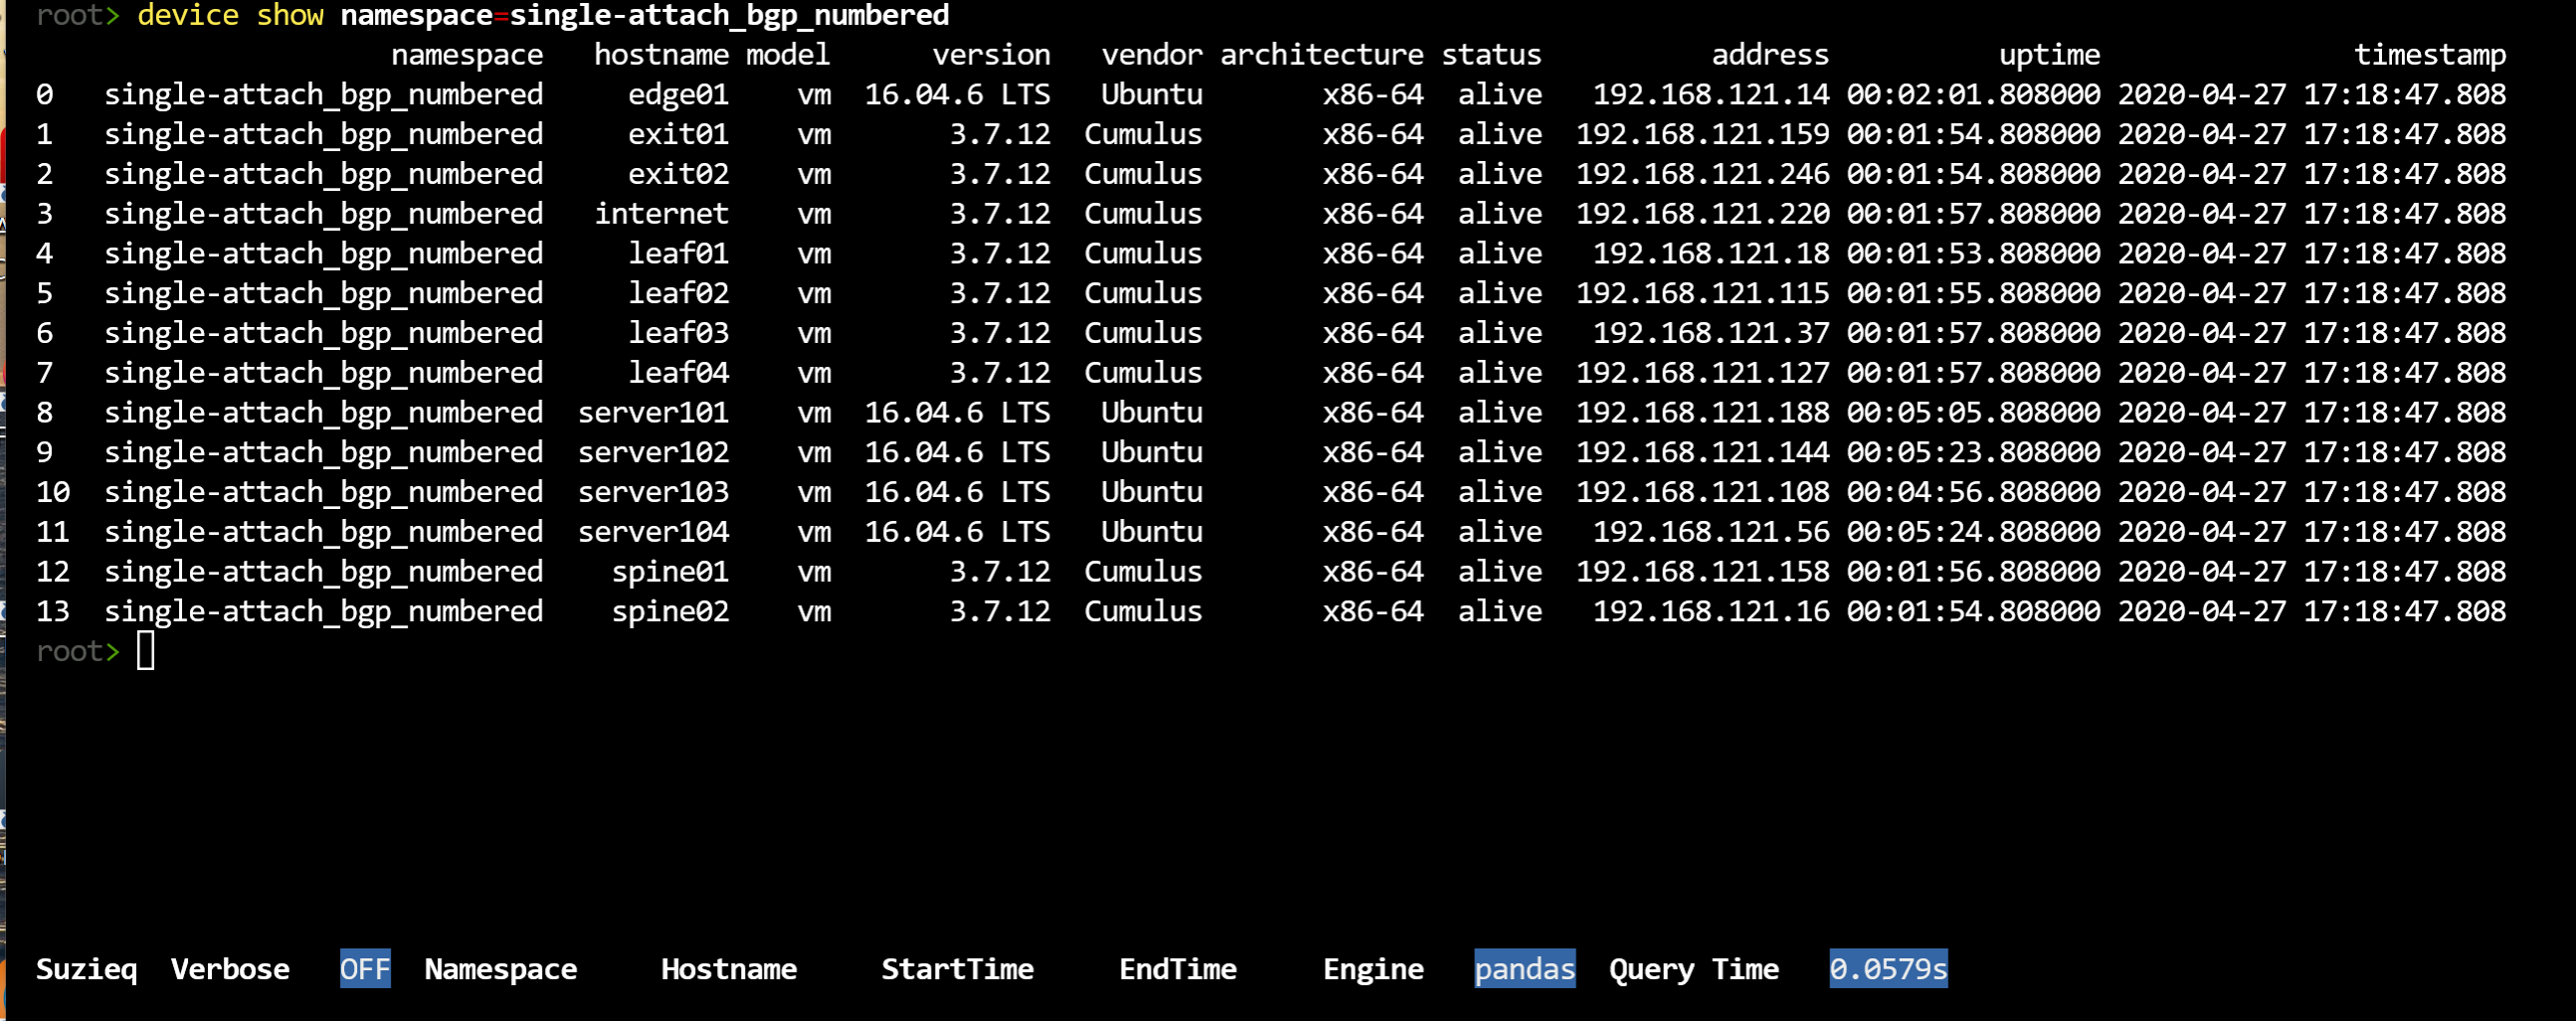 root> device show namespace=single-attach_bgp_numbered
namespace hostname model version vendor architecture status address uptime timestamp
0 single-attach_bgp_numbered edge01 vm 16.04.6 LTS Ubuntu x86-64 alive 192.168.121.14 00:02:01.808000 2020-04-27 17:18:47.808
1 single-attach_bgp_numbered exit01 vm 3.7.12 Cumulus x86-64 alive 192.168.121.159 00:01:54.808000 2020-04-27 17:18:47.808
2 single-attach_bgp_numbered exit02 vm 3.7.12 Cumulus x86-64 alive 192.168.121.246 00:01:54.808000 2020-04-27 17:18:47.808
3 single-attach_bgp_numbered internet vm 3.7.12 Cumulus x86-64 alive 192.168.121.220 00:01:57.808000 2020-04-27 17:18:47.808
4 single-attach_bgp_numbered leaf01 vm 3.7.12 Cumulus x86-64 alive 192.168.121.18 00:01:53.808000 2020-04-27 17:18:47.808
5 single-attach_bgp_numbered leaf02 vm 3.7.12 Cumulus x86-64 alive 192.168.121.115 00:01:55.808000 2020-04-27 17:18:47.808
6 single-attach_bgp_numbered leaf03 vm 3.7.12 Cumulus x86-64 alive 192.168.121.37 00:01:57.808000 2020-04-27 17:18:47.808
7 single-attach_bgp_numbered leaf04 vm 3.7.12 Cumulus x86-64 alive 192.168.121.127 00:01:57.808000 2020-04-27 17:18:47.808
8 single-attach_bgp_numbered server101 vm 16.04.6 LTS Ubuntu x86-64 alive 192.168.121.188 00:05:05.808000 2020-04-27 17:18:47.808
9 single-attach_bgp_numbered server102 vm 16.04.6 LTS Ubuntu x86-64 alive 192.168.121.144 00:05:23.808000 2020-04-27 17:18:47.808
10 single-attach_bgp_numbered server103 vm 16.04.6 LTS Ubuntu x86-64 alive 192.168.121.108 00:04:56.808000 2020-04-27 17:18:47.808
11 single-attach_bgp_numbered server104 vm 16.04.6 LTS Ubuntu x86-64 alive 192.168.121.56 00:05:24.808000 2020-04-27 17:18:47.808
12 single-attach_bgp_numbered spine01 vm 3.7.12 Cumulus x86-64 alive 192.168.121.158 00:01:56.808000 2020-04-27 17:18:47.808
13 single-attach_bgp_numbered spine02 vm 3.7.12 Cumulus x86-64 alive 192.168.121.16 00:01:54.808000 2020-04-27 17:18:47.808
root>
Suzieq Verbose OFF Namespace Hostname StartTime EndTime Engine pandas Query Time 0.0579s